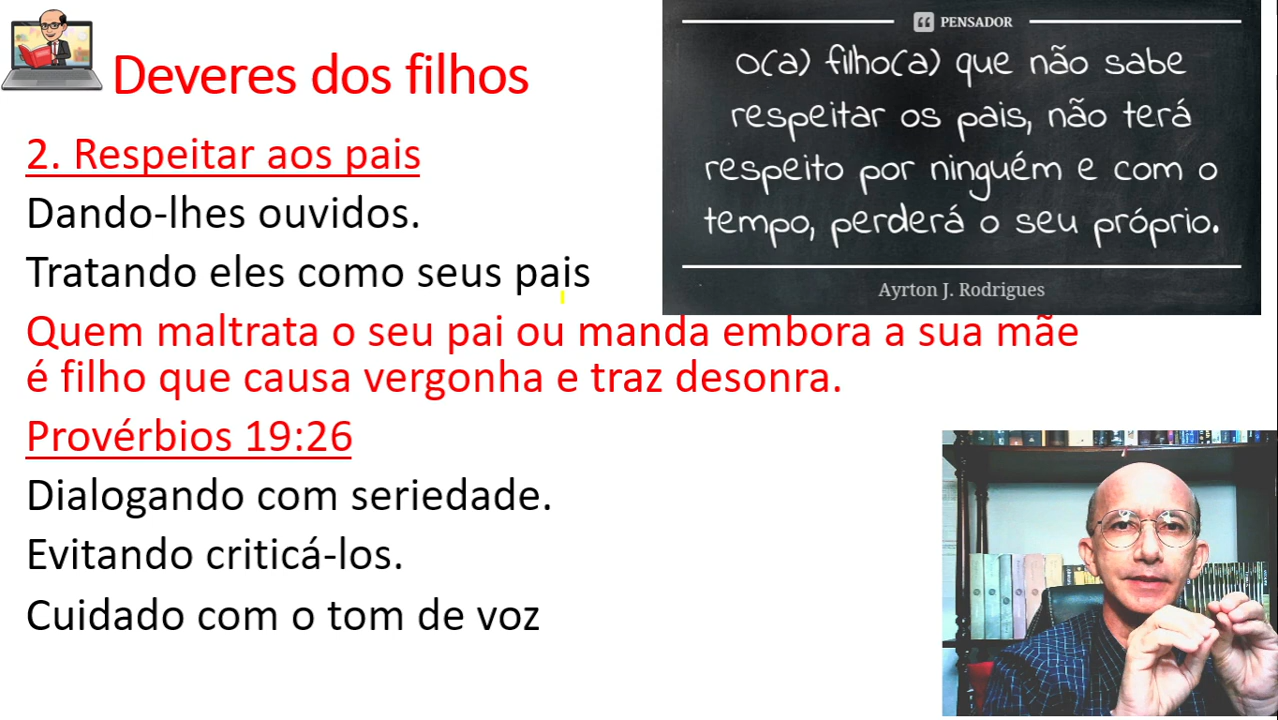 Deveres dos filhos
2. Respeitar aos pais
Dando-lhes ouvidos.
Tratando eles como seus pais
Quem maltrata o seu pai ou manda embora a sua mãe
é filho que causa vergonha e traz desonra.
Provérbios 19:26
Dialogando com seriedade.
Evitando criticá-los.
Cuidado com o tom de voz
PENSADOR
O(a) filho(a) que não sabe
respeitar os pais, não terá
respeito por ninguém e com o
tempo, perderá o seu próprio.
Ayrton J. Rodrigues